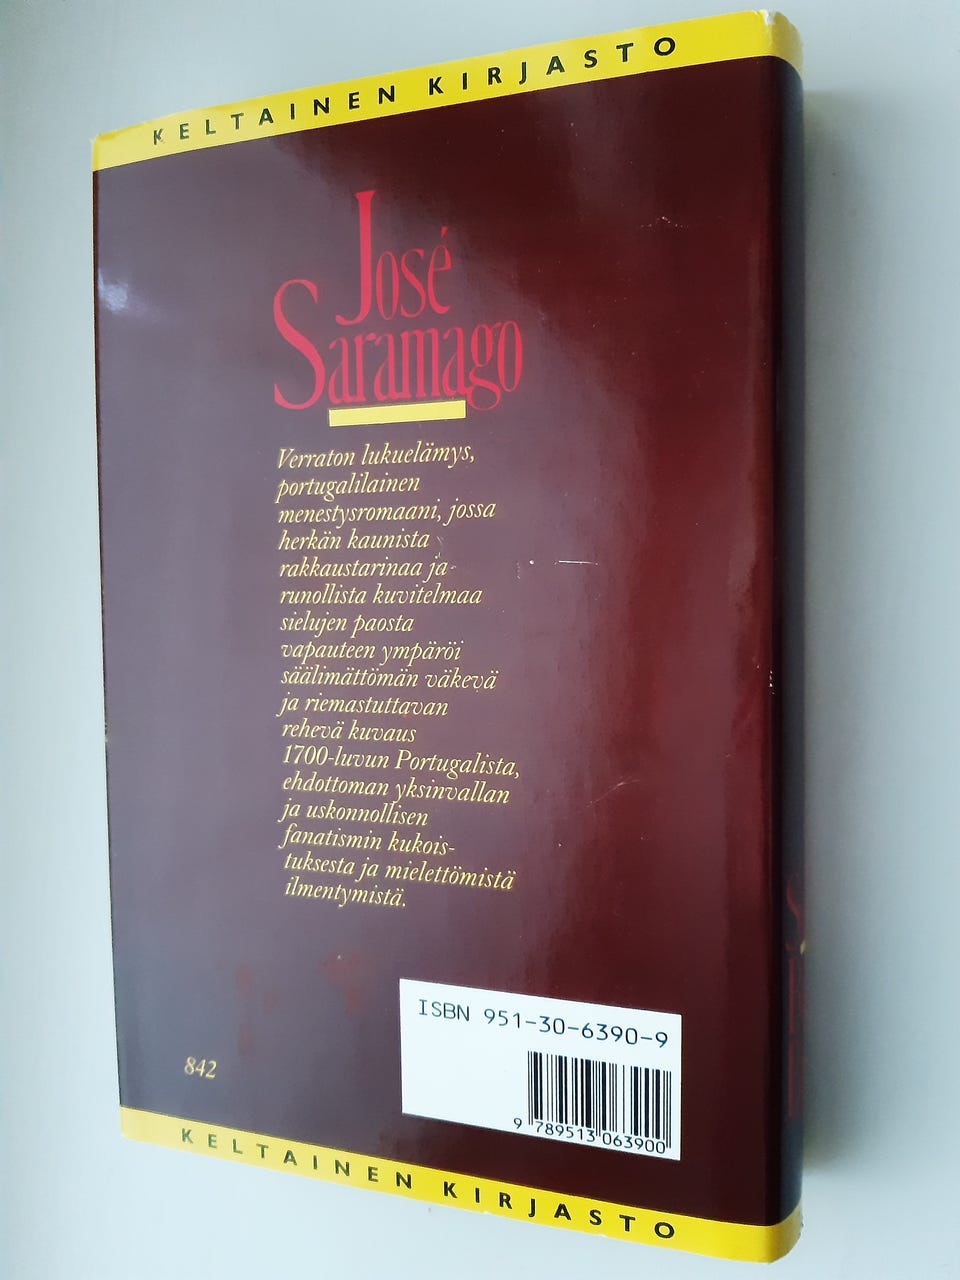 KELTAINEN KIRJASTO
José
Saramago
Verraton lukuelämys,
portugalilainen
menestysromaani, jossa
herkän kaunista
rakkaustarinaa ja
runollista kuvitelmaa
sielujen paosta
vapauteen ympäröi
säälimättömän väkevä
ja riemastuttavan
rehevä kuvaus
1700-luvun Portugalista,
ehdottoman yksinvallan
ja uskonnollisen
fanatismin kukois-
tuksesta ja mielettömistä
ilmentymistä.
ISBN 951-30-6390-9
9 789513 063900
842
KELTAINEN KIRJASTO